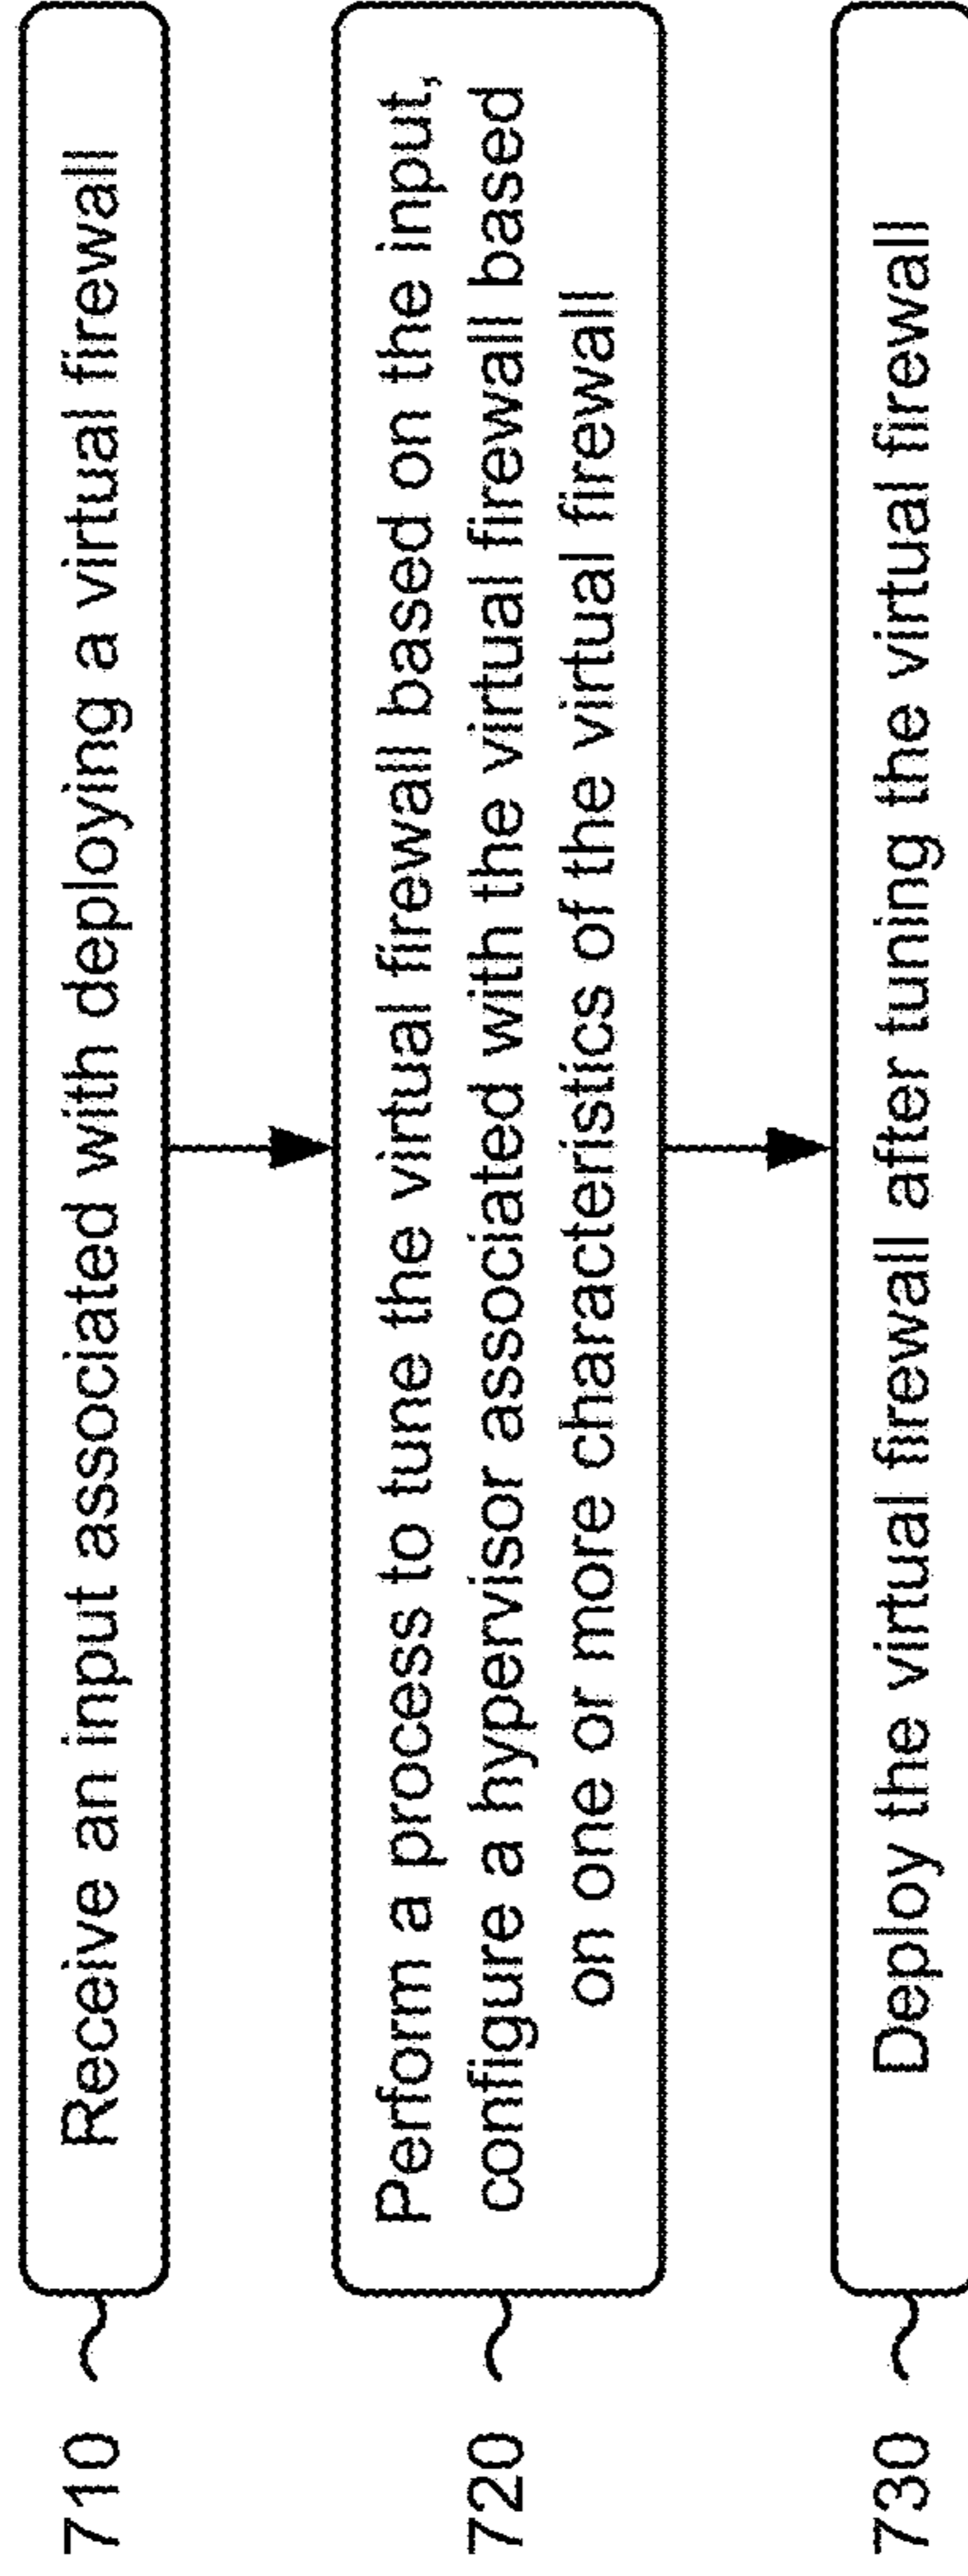 710
Receive an input associated with deploying a virtual firewall
720
Perform a process to tune the virtual firewall based on the input,
configure a hypervisor associated with the virtual firewall based
on one or more characteristics of the virtual firewall
730
Deploy the virtual firewall after tuning the virtual firewall